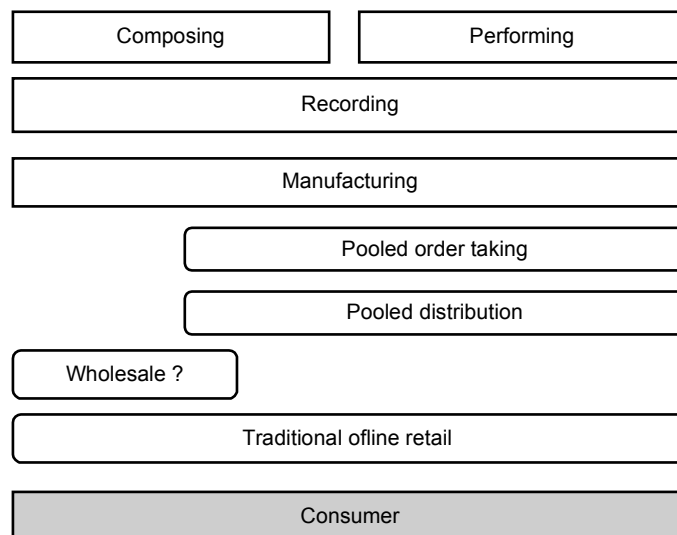 Composing
Performing
Recording
Manufacturing
Pooled order taking
Pooled distribution
Wholesale ?
Traditional ofline retail
Consumer